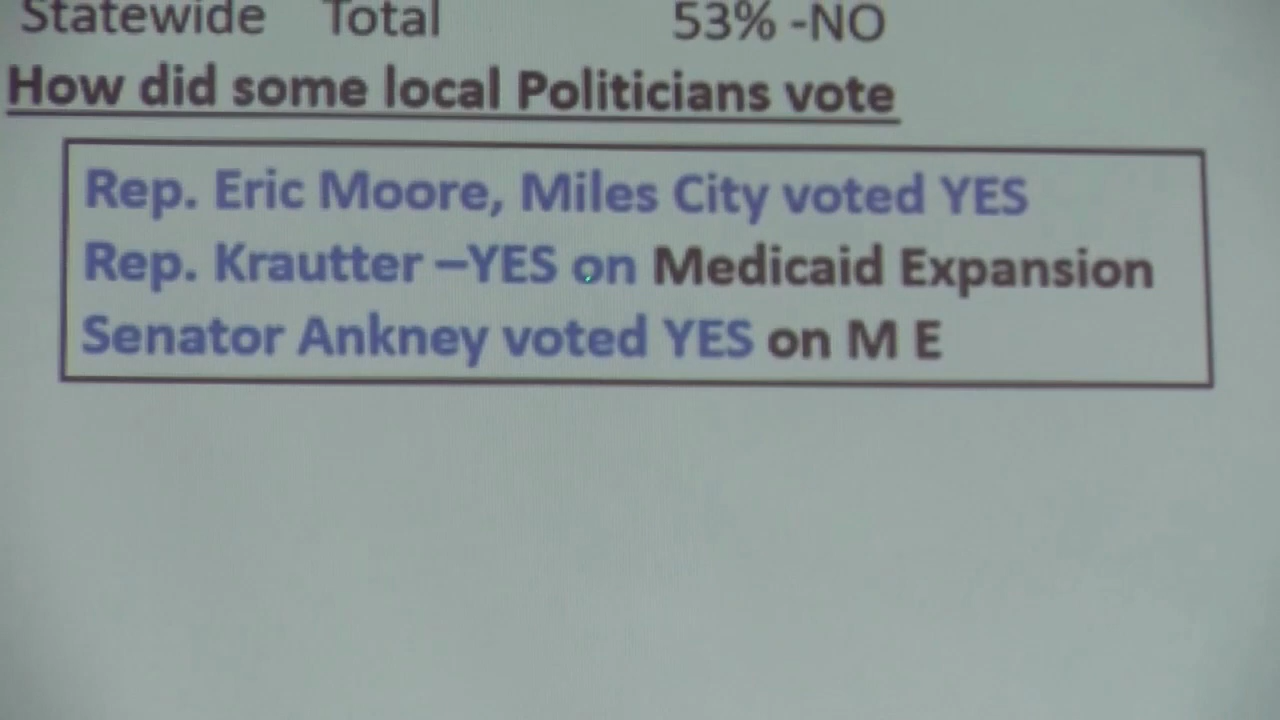 Statewide Total 53% -NO
How did some local Politicians vote
Rep. Eric Moore, Miles City voted YES
Rep. Krautter –YES on Medicaid Expansion
Senator Ankney voted YES on M E